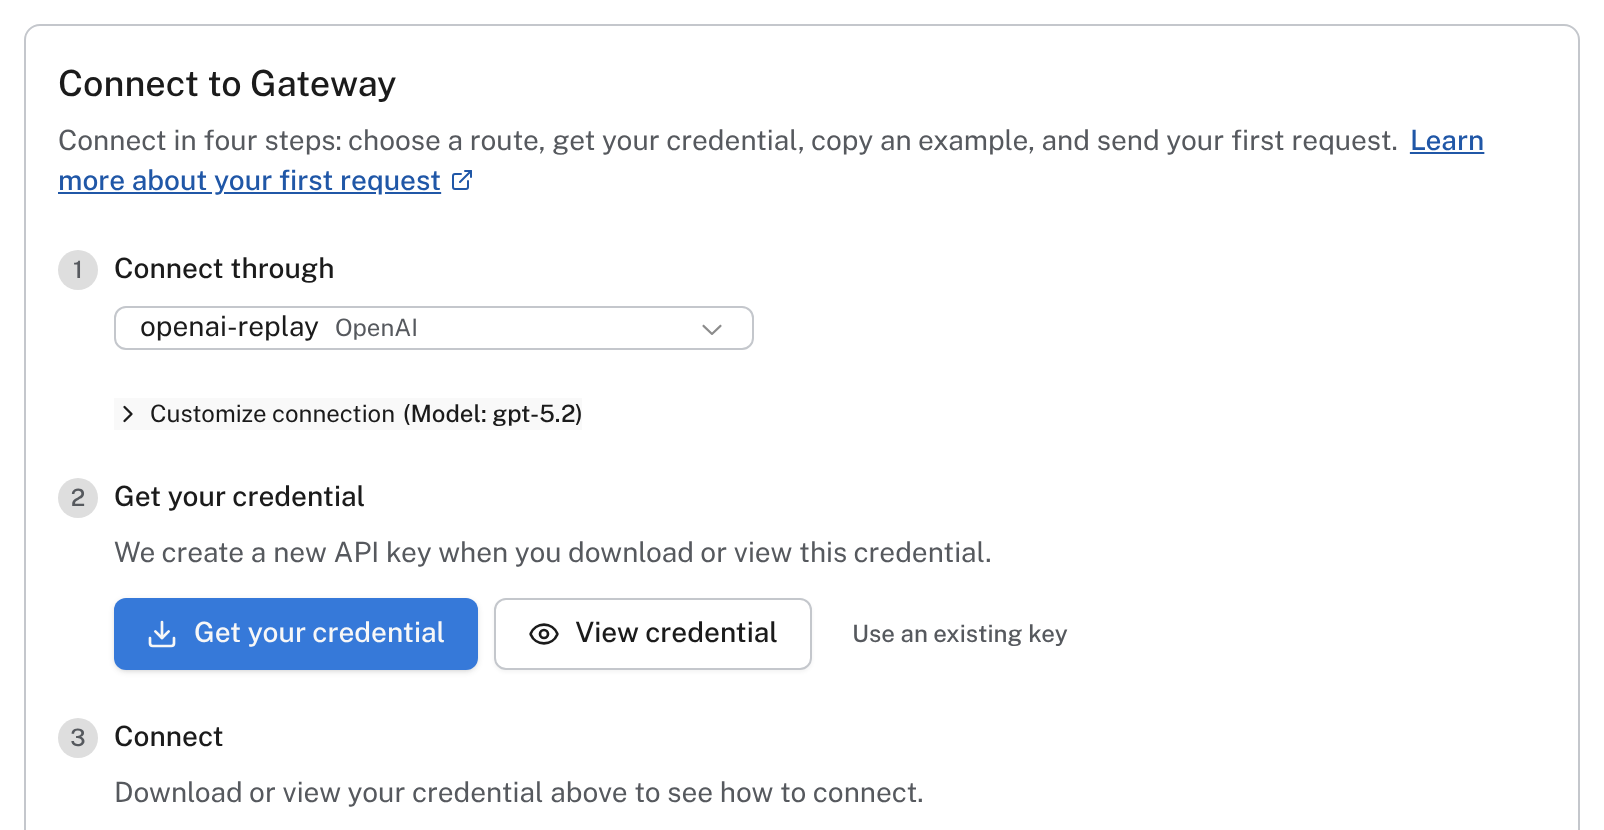 Connect to Gateway
Connect in four steps: choose a route, get your credential, copy an example, and send your first request. Learn
more about your first request
1 Connect through
openai-replay OpenAI
Customize connection (Model: gpt-5.2)
2 Get your credential
We create a new API key when you download or view this credential.
Get your credential View credential Use an existing key
3 Connect
Download or view your credential above to see how to connect.